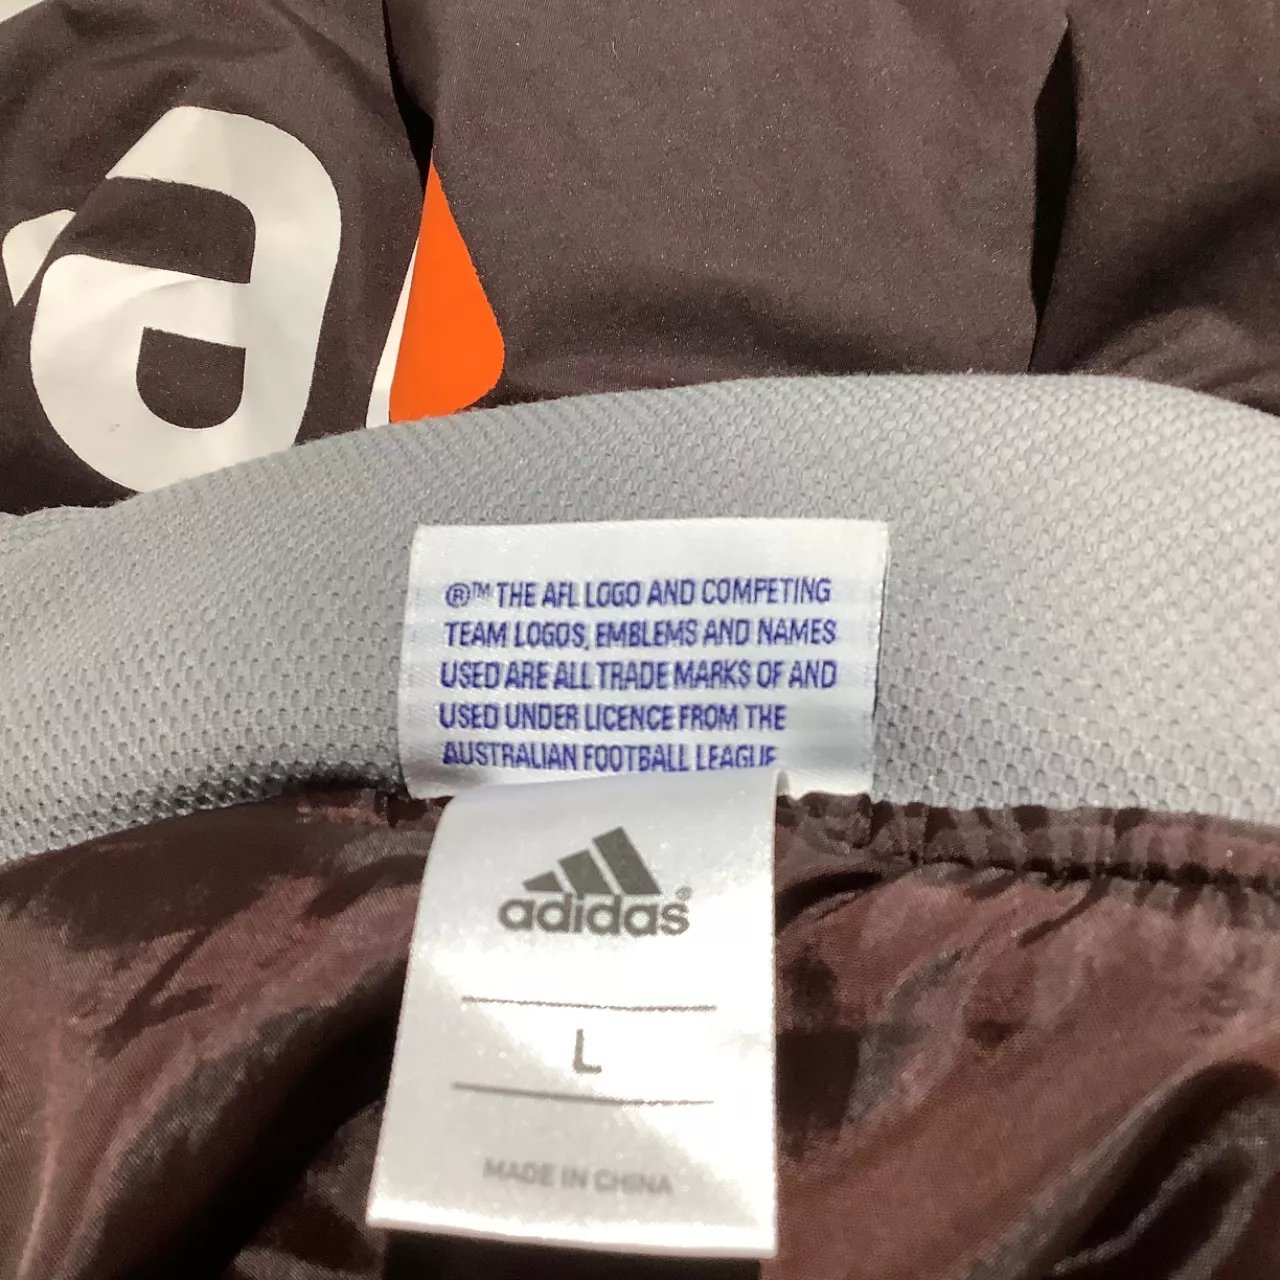 a
®™ THE AFL LOGO AND COMPETING
TEAM LOGOS, EMBLEMS AND NAMES
USED ARE ALL TRADE MARKS OF AND
USED UNDER LICENCE FROM THE
AUSTRALIAN FOOTBALL LEAGUE
adidas®
L
MADE IN CHINA